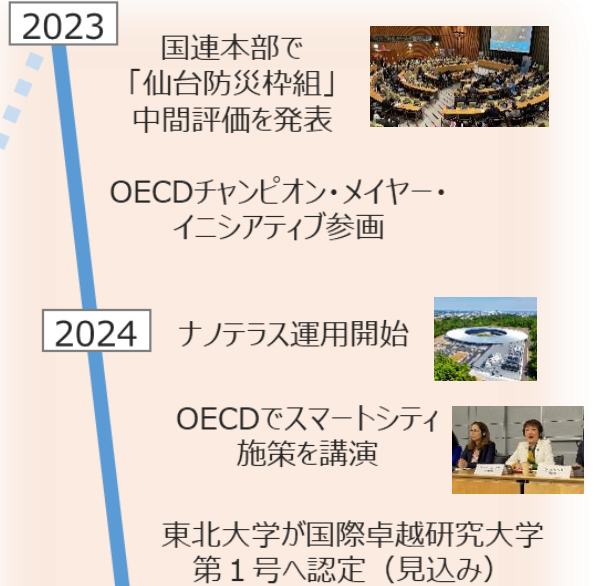 2023
国連本部で
「仙台防災枠組」
中間評価を発表
OECDチャンピオン・メイヤー・
イニシアティブ参画
2024
ナノテラス運用開始
OECDでスマートシティ
施策を講演
東北大学が国際卓越研究大学
第１号へ認定（見込み）